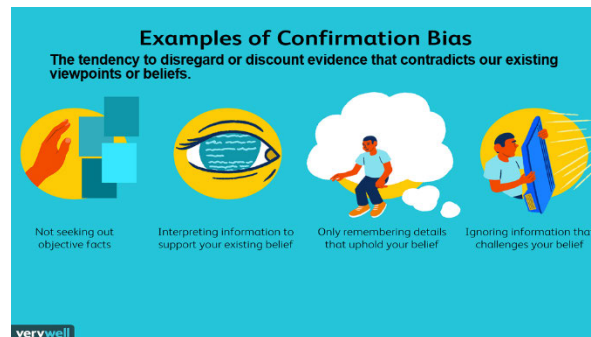 Examples of Confirmation Bias
The tendency to disregard or discount evidence that contradicts our existing
viewpoints or beliefs.
Not seeking out
objective facts
Interpreting information to
support your existing belief
Only remembering details
that uphold your belief
Ignoring information tha
challenges your belief
verywell